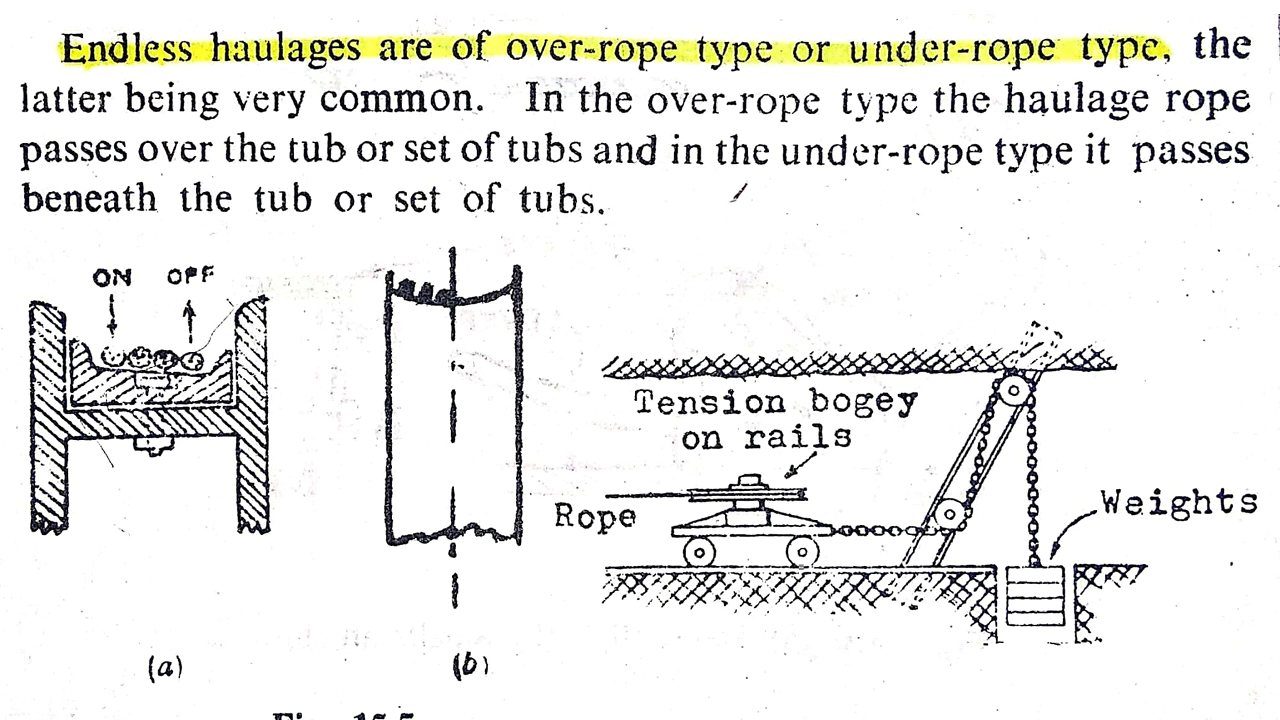 Endless haulages are of over-rope type or under-rope type, the
latter being very common. In the over-rope type the haulage rope
passes over the tub or set of tubs and in the under-rope type it passes
beneath the tub or set of tubs.
ON OFF
Tension bogey
on rails
Rope
Weights
(a)
(b)